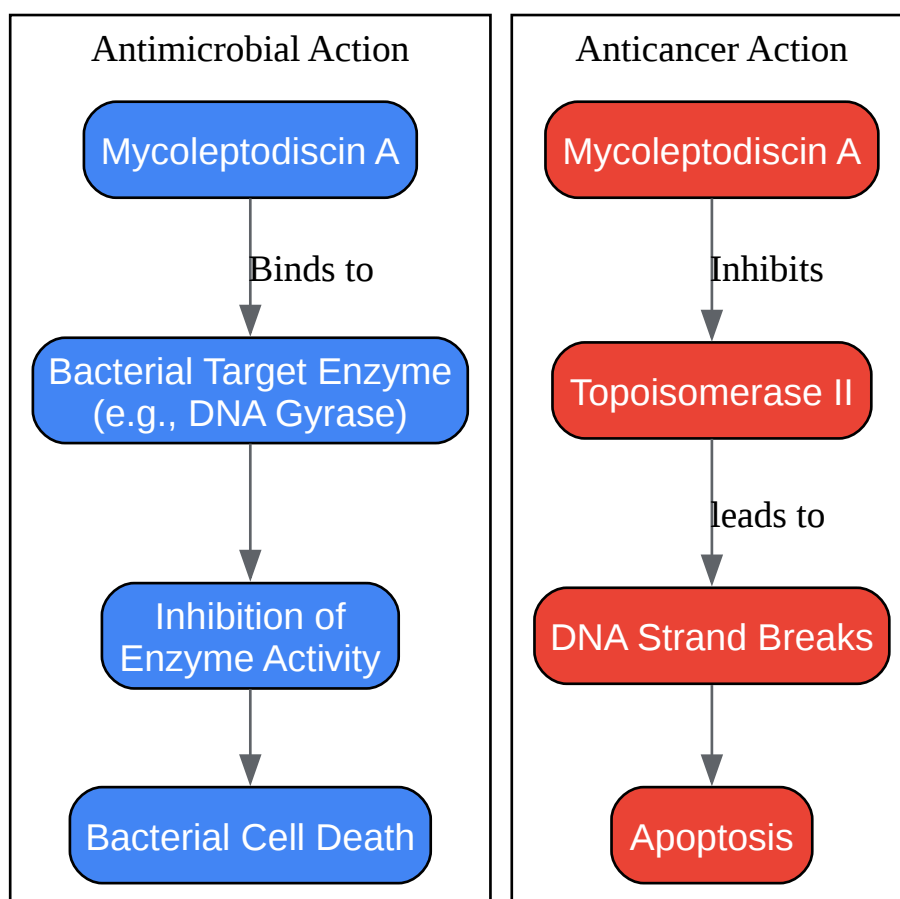 Antimicrobial Action
Mycoleptodiscin A
Binds to
Bacterial Target Enzyme
(e.g., DNA Gyrase)
Inhibition of
Enzyme Activity
Bacterial Cell Death
Anticancer Action
Mycoleptodiscin A
Inhibits
Topoisomerase II
leads to
DNA Strand Breaks
Apoptosis